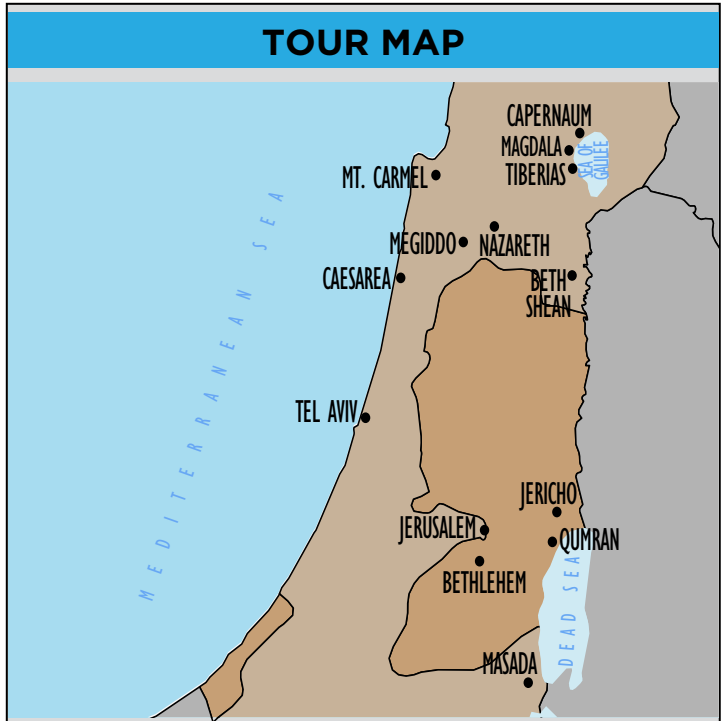 TOUR MAP
CAPERNAUM
MAGDALA
SEA OF
GALILEE
TIBERIAS
MT. CARMEL
MEDITERRANEAN SEA
MEGIDDO
NAZARETH
CAESAREA
BETH
SHEAN
TEL AVIV
JERICHO
JERUSALEM
QUMRAN
BETHLEHEM
DEAD SEA
MASADA